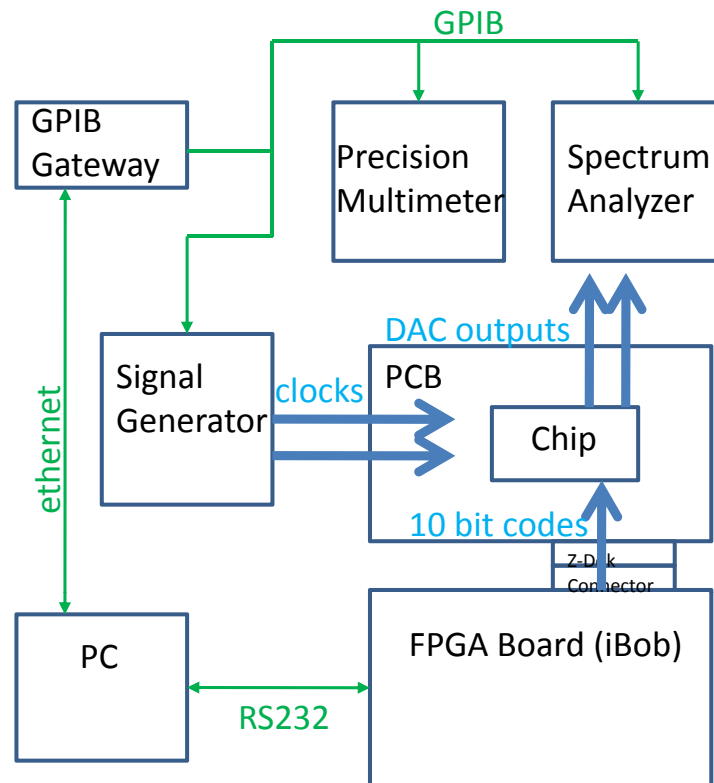 GPIB
GPIB
Gateway
Precision
Multimeter
Spectrum
Analyzer
DAC outputs
Signal
Generator
clocks
PCB
Chip
ethernet
10 bit codes
Z-Dok
Connector
PC
FPGA Board (iBob)
RS232